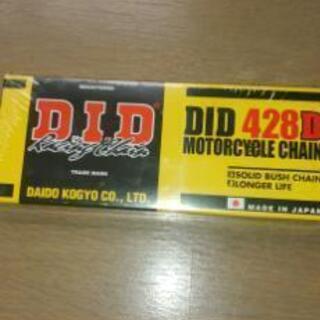 REGISTERED
D.I.D®
Racing Chain
TRADE MARK
DAIDO KOGYO CO., LTD.
DID 428D
MOTORCYCLE CHAIN
SOLID BUSH CHAIN
LONGER LIFE
MADE IN JAPAN